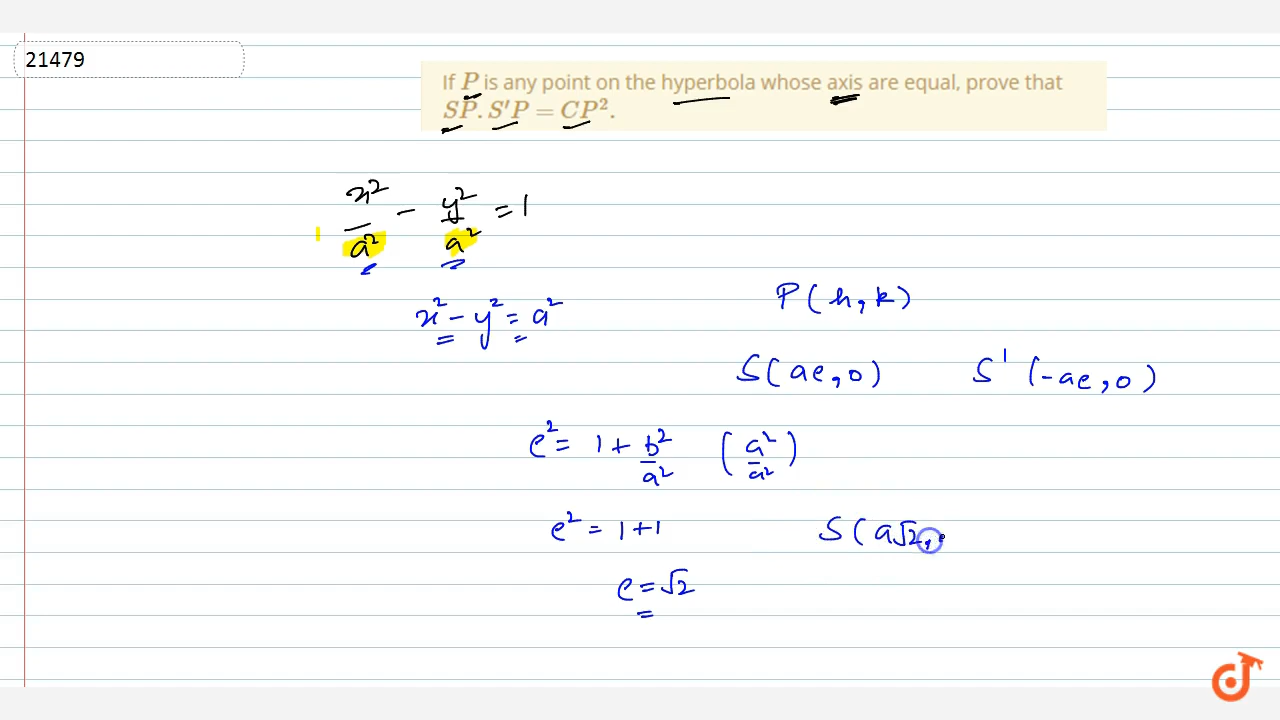 21479
If P is any point on the hyperbola whose axis are equal, prove that
SP. S'P = CP².
x²/a² - y²/a² = 1
x² - y² = a²
P(h, k)
S(ae, 0) S'(-ae, 0)
e² = 1 + b²/a² (a²/a²)
e² = 1 + 1
S(a√2,
e = √2